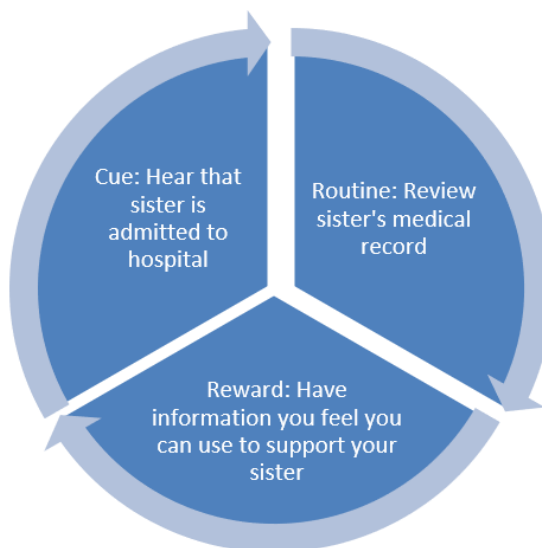 Cue: Hear that
sister is
admitted to
hospital
Routine: Review
sister's medical
record
Reward: Have
information you feel you
can use to support your
sister